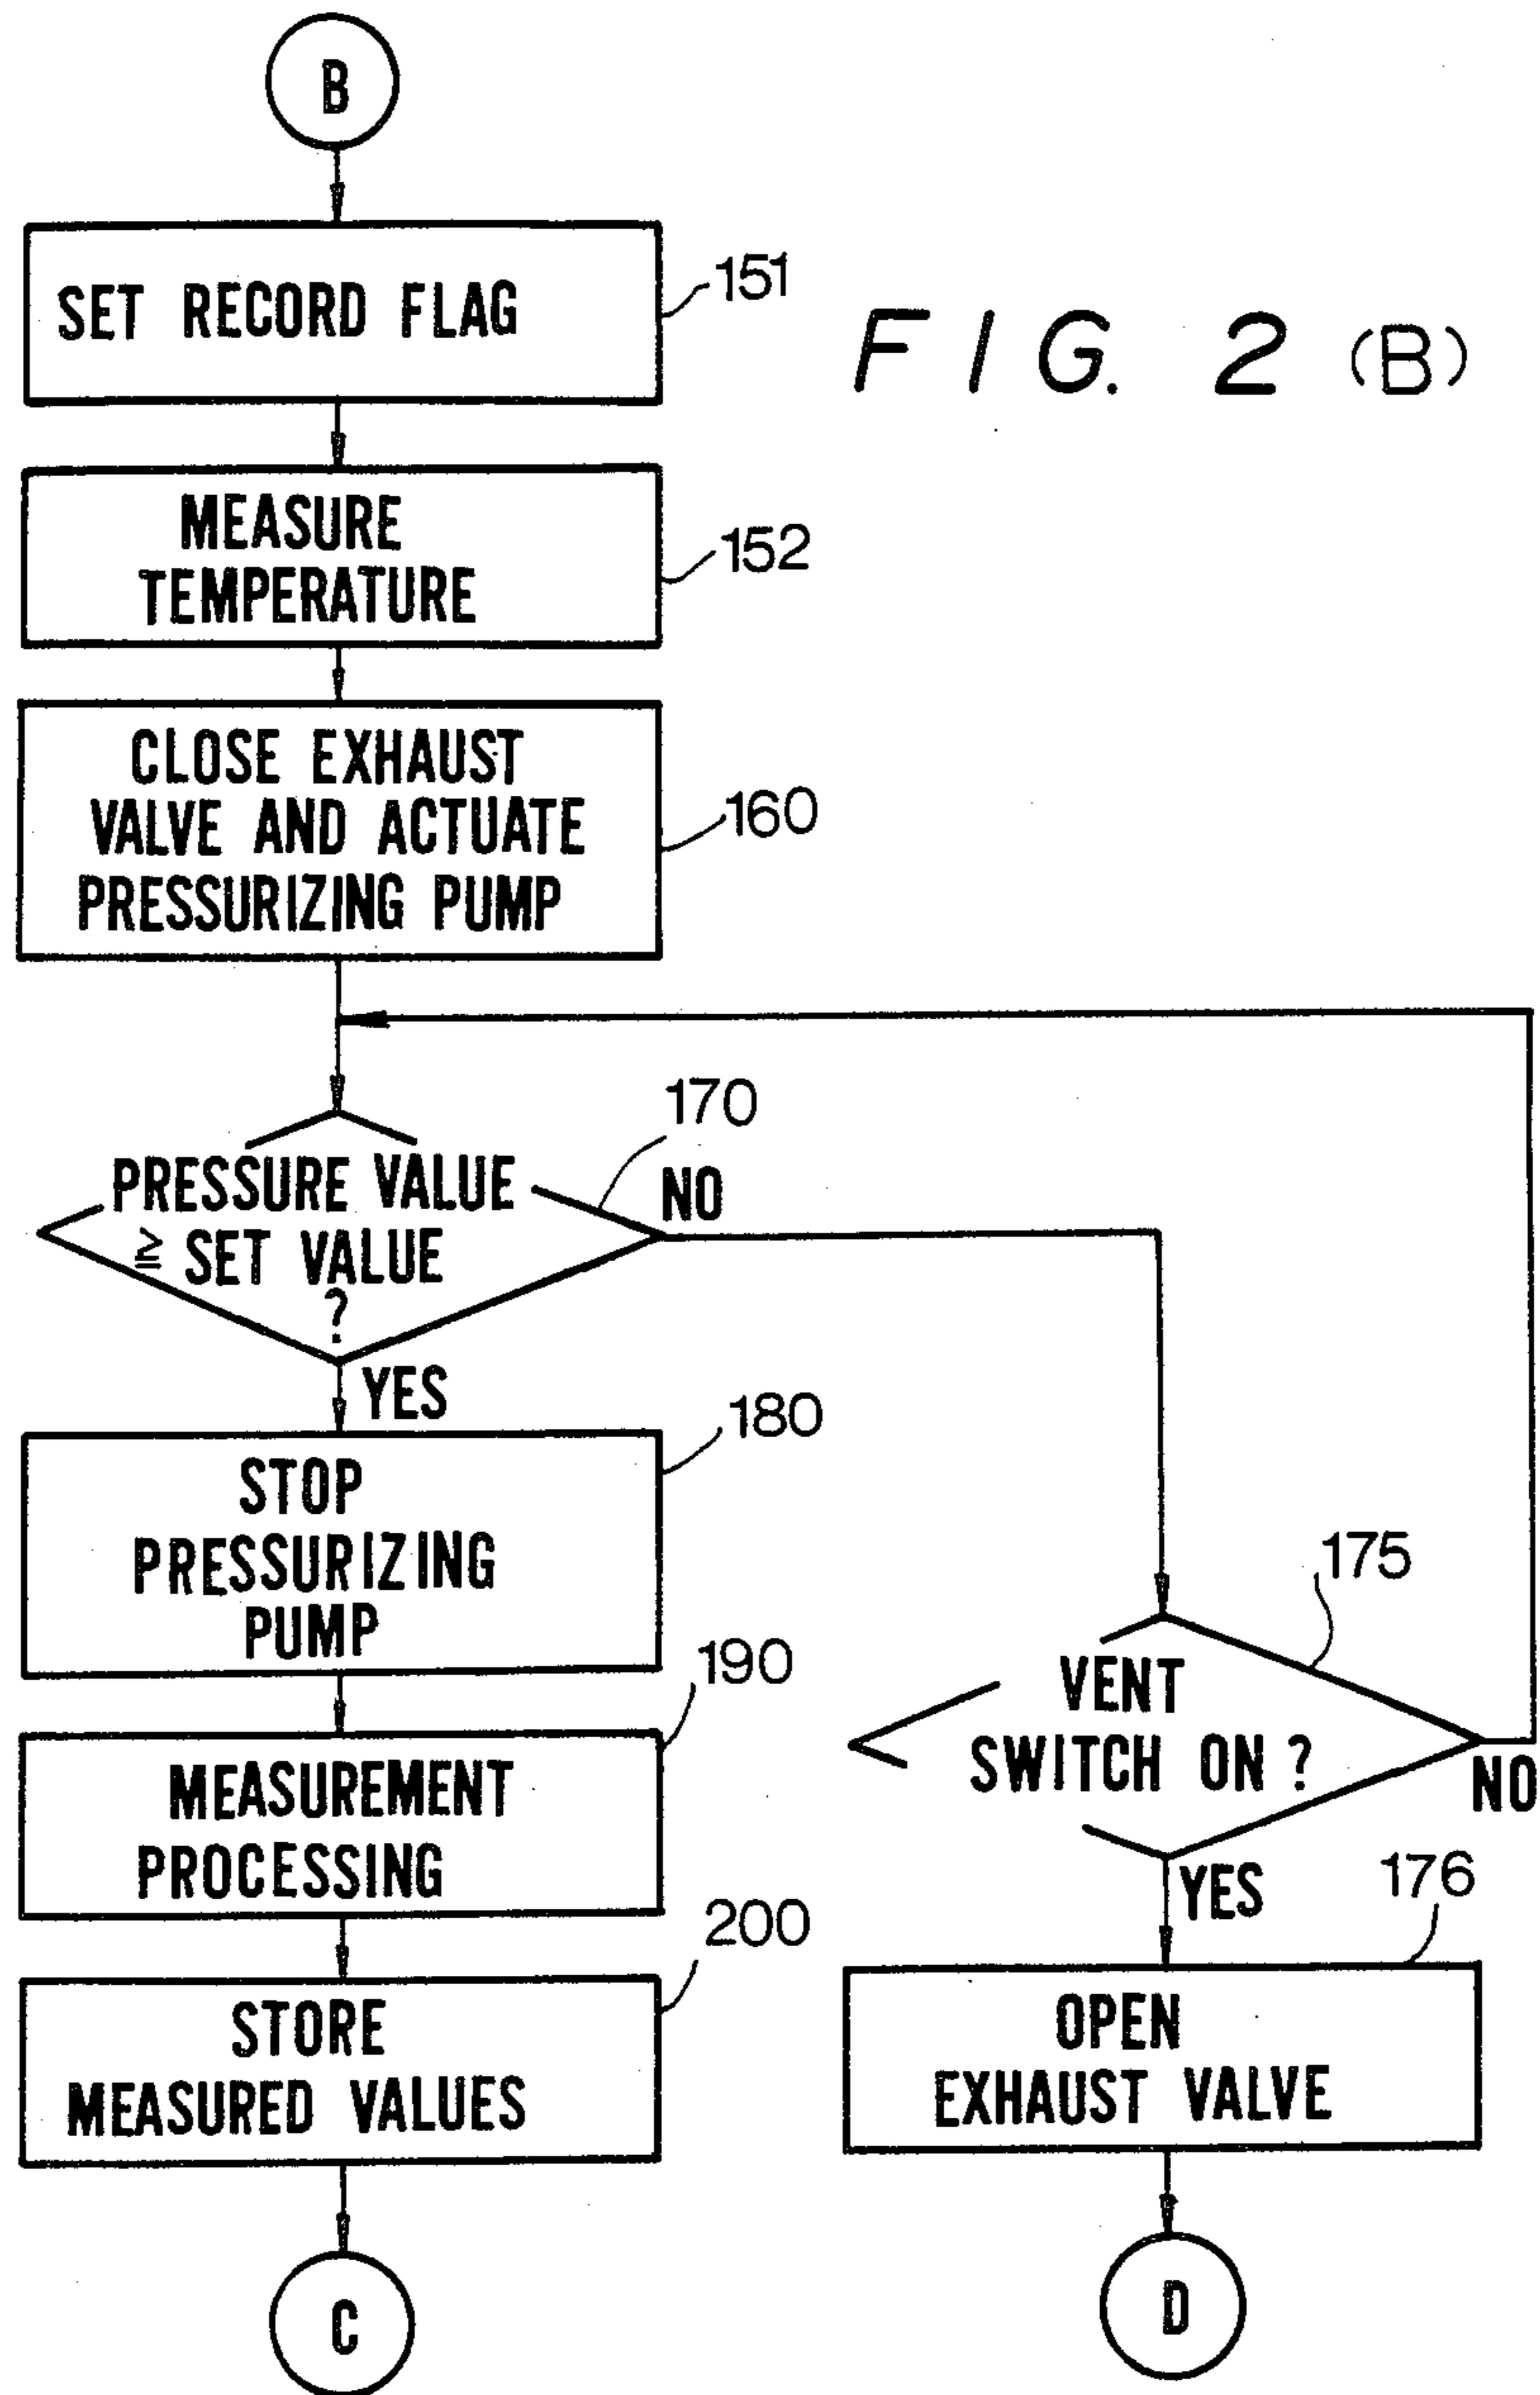 B
SET RECORD FLAG
151
FIG. 2 (B)
MEASURE
TEMPERATURE
152
CLOSE EXHAUST
VALVE AND ACTUATE
PRESSURIZING PUMP
160
170
PRESSURE VALUE
≧ SET VALUE
?
NO
YES
180
STOP
PRESSURIZING
PUMP
175
VENT
SWITCH ON ?
NO
190
MEASUREMENT
PROCESSING
YES
176
200
STORE
MEASURED VALUES
OPEN
EXHAUST VALVE
C
D